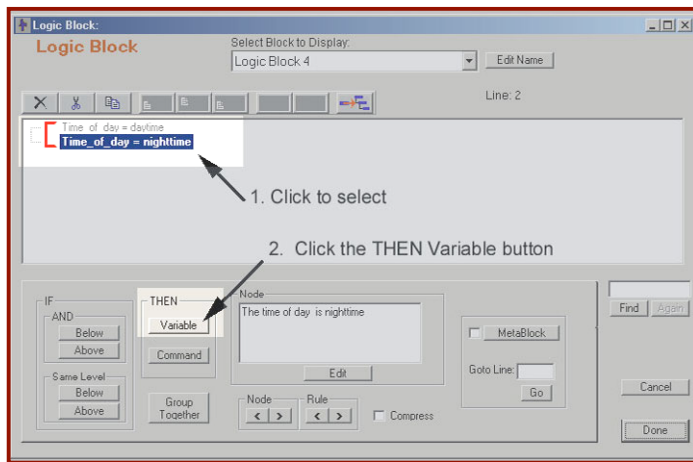 Logic Block:
Logic Block
Select Block to Display:
Logic Block 4
Edit Name
Line: 2
Time_of_day = daytime
Time_of_day = nighttime
1. Click to select
2. Click the THEN Variable button
IF
AND
Below
Above
Same Level
Below
Above
THEN
Variable
Command
Group
Together
Node
The time of day is nighttime
Edit
Node
< >
Rule
< >
Compress
MetaBlock
Goto Line:
Go
Find
Again
Cancel
Done